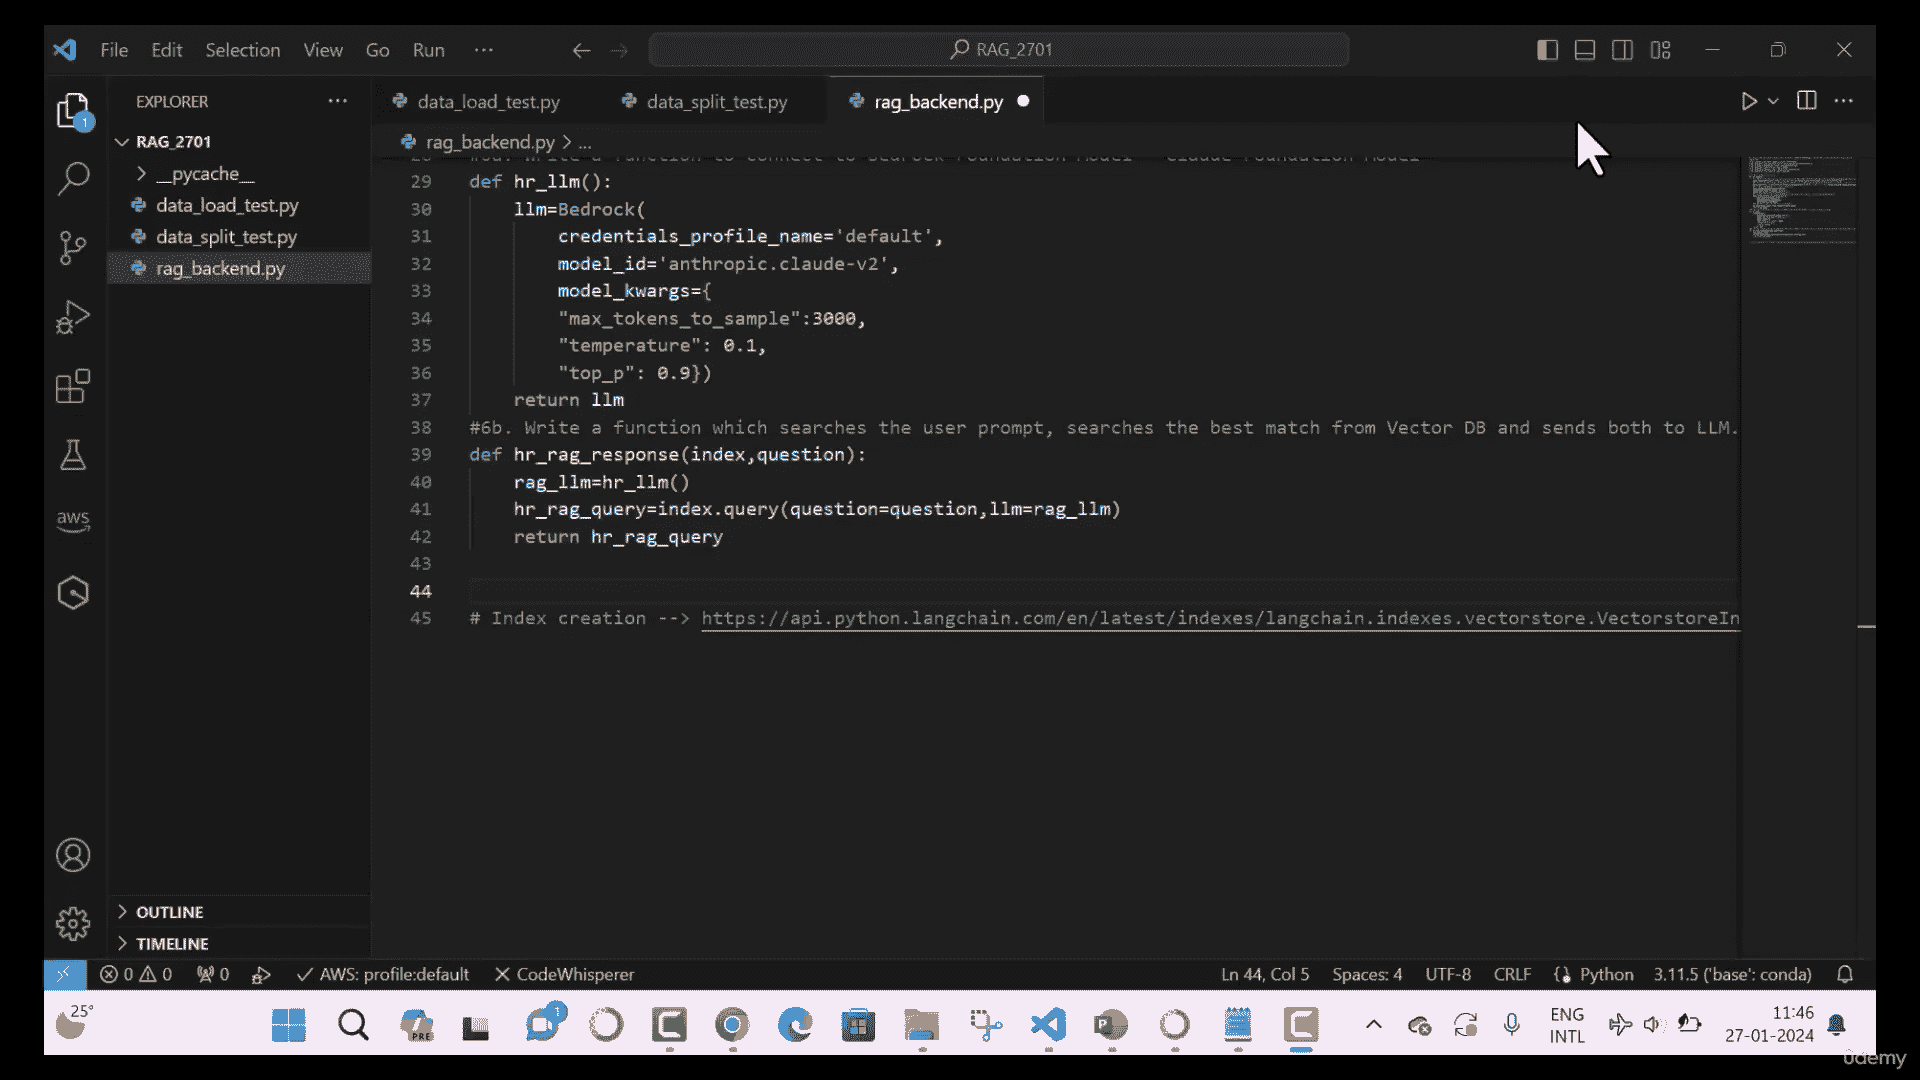 File Edit Selection View Go Run ··· RAG_2701
EXPLORER ···
data_load_test.py data_split_test.py rag_backend.py
1
RAG_2701
rag_backend.py > ...
__pycache__
data_load_test.py
data_split_test.py
rag_backend.py
29 def hr_llm():
30 llm=Bedrock(
31 credentials_profile_name='default',
32 model_id='anthropic.claude-v2',
33 model_kwargs={
34 "max_tokens_to_sample":3000,
35 "temperature": 0.1,
36 "top_p": 0.9})
37 return llm
38 #6b. Write a function which searches the user prompt, searches the best match from Vector DB and sends both to LLM.
39 def hr_rag_response(index,question):
40 rag_llm=hr_llm()
41 hr_rag_query=index.query(question=question,llm=rag_llm)
42 return hr_rag_query
43
44
45 # Index creation --> https://api.python.langchain.com/en/latest/indexes/langchain.indexes.vectorstore.VectorstoreIn
aws
OUTLINE
TIMELINE
0 0 0 AWS: profile:default CodeWhisperer Ln 44, Col 5 Spaces: 4 UTF-8 CRLF Python 3.11.5 ('base': conda)
25°
PRE
1
ENG
INTL
11:46
27-01-2024
ûdemy